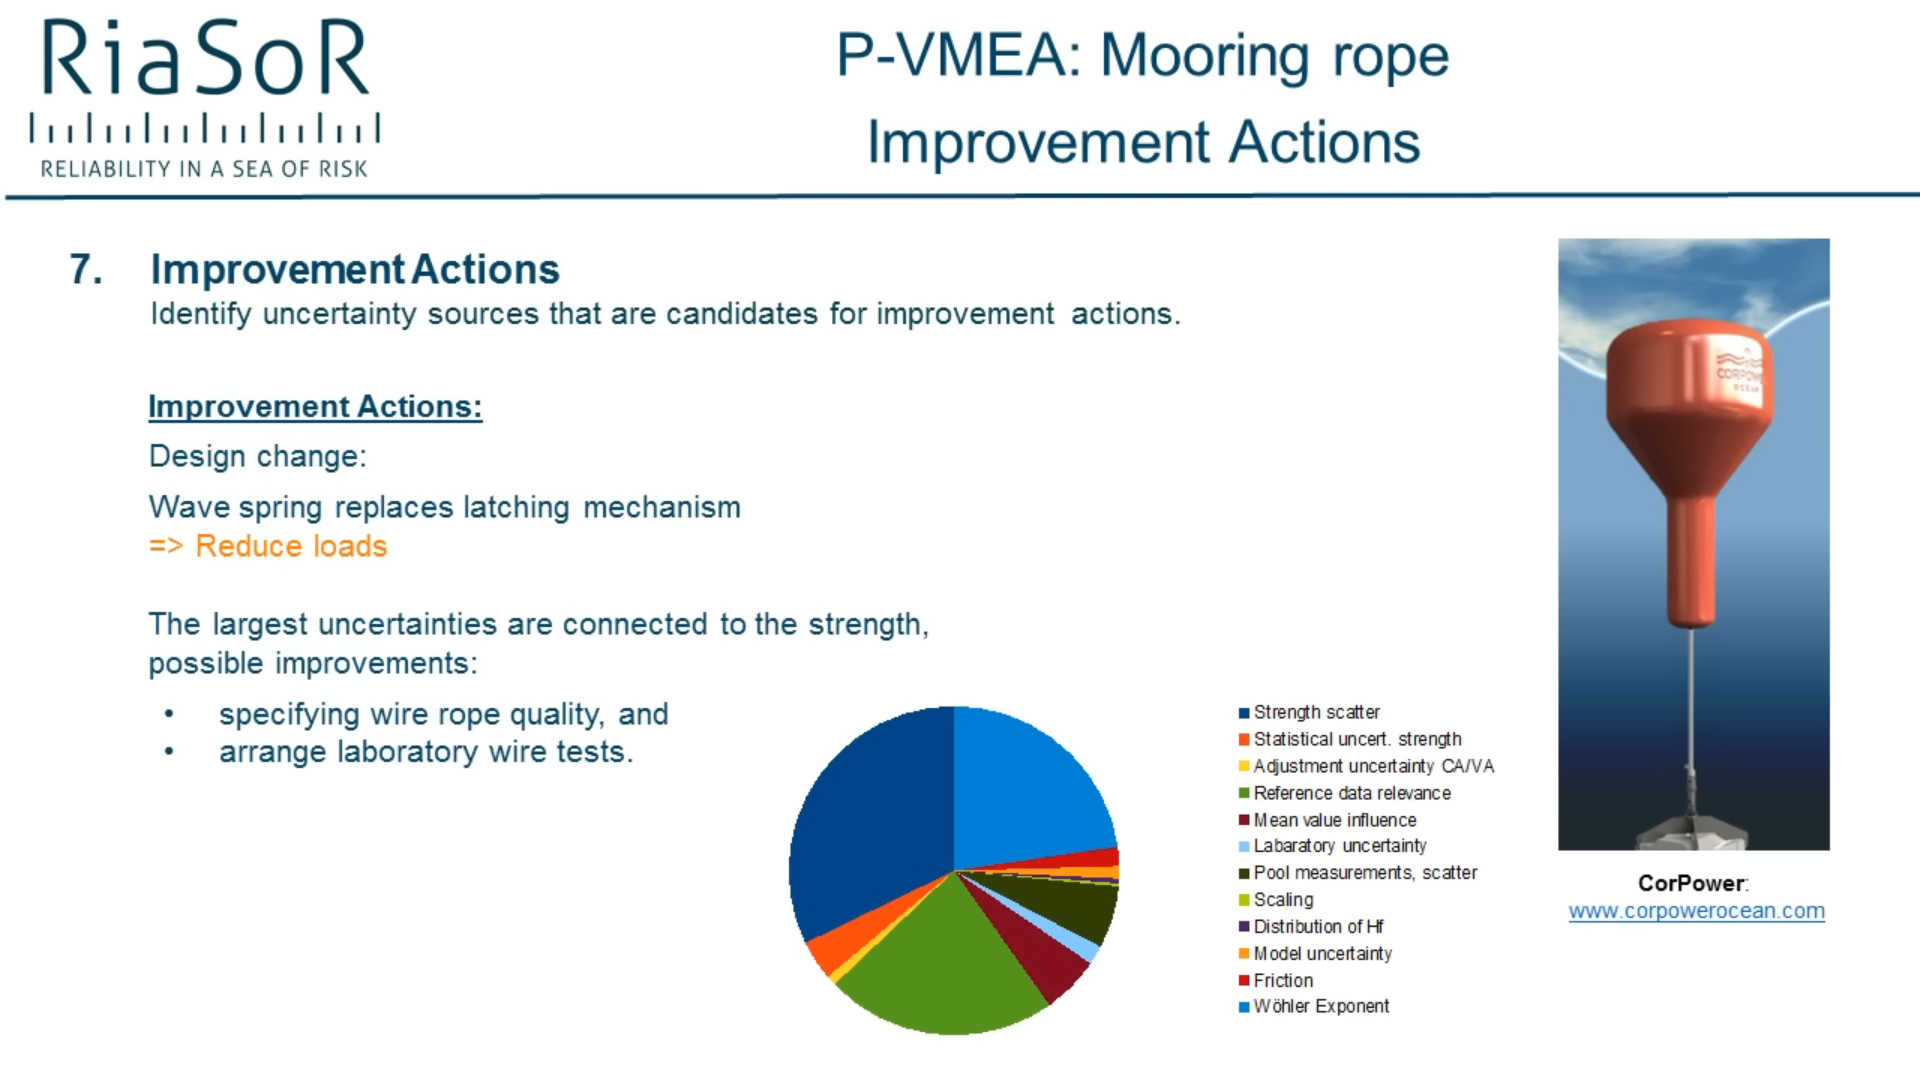 RiaSoR
RELIABILITY IN A SEA OF RISK
P-VMEA: Mooring rope
Improvement Actions
7. Improvement Actions
Identify uncertainty sources that are candidates for improvement actions.
Improvement Actions:
Design change:
Wave spring replaces latching mechanism
=> Reduce loads
The largest uncertainties are connected to the strength,
possible improvements:
• specifying wire rope quality, and
• arrange laboratory wire tests.
Strength scatter
Statistical uncert. strength
Adjustment uncertainty CA/VA
Reference data relevance
Mean value influence
Labaratory uncertainty
Pool measurements, scatter
Scaling
Distribution of Hf
Model uncertainty
Friction
Wöhler Exponent
CorPower:
www.corpowerocean.com